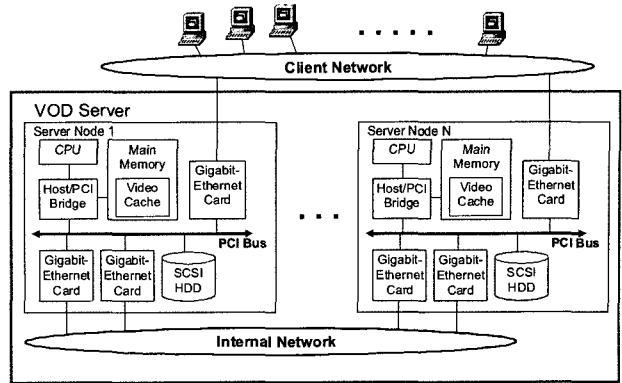 Client Network
VOD Server
Server Node 1
CPU
Main
Memory
Video
Cache
Host/PCI
Bridge
Gigabit-
Ethernet
Card
PCI Bus
Gigabit-
Ethernet
Card
Gigabit-
Ethernet
Card
SCSI
HDD
Server Node N
CPU
Main
Memory
Video
Cache
Host/PCI
Bridge
Gigabit-
Ethernet
Card
PCI Bus
Gigabit-
Ethernet
Card
Gigabit-
Ethernet
Card
SCSI
HDD
Internal Network